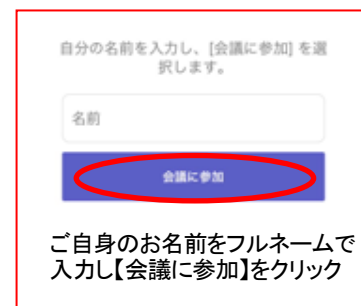 自分の名前を入力し、[会議に参加] を選
択します。
名前
会議に参加
ご自身のお名前をフルネームで
入力し【会議に参加】をクリック